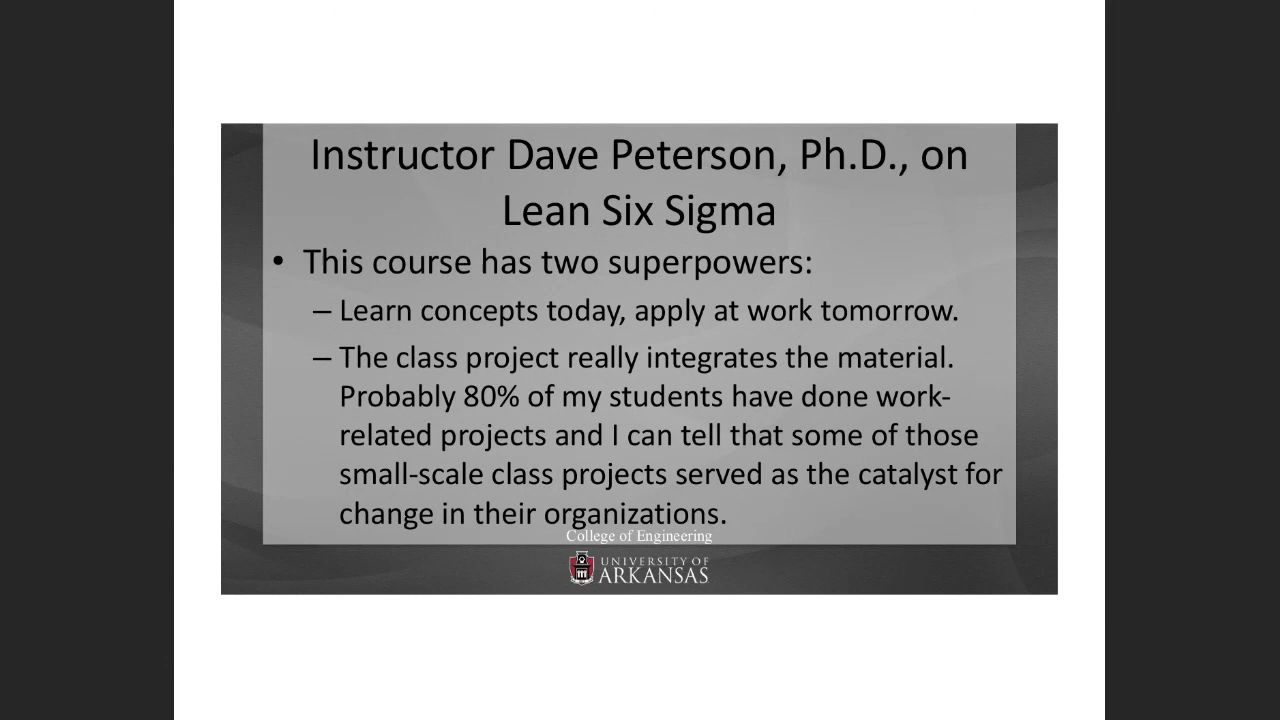 Instructor Dave Peterson, Ph.D., on
Lean Six Sigma
• This course has two superpowers:
– Learn concepts today, apply at work tomorrow.
– The class project really integrates the material.
Probably 80% of my students have done work-
related projects and I can tell that some of those
small-scale class projects served as the catalyst for
change in their organizations.
College of Engineering
UNIVERSITY OF
ARKANSAS